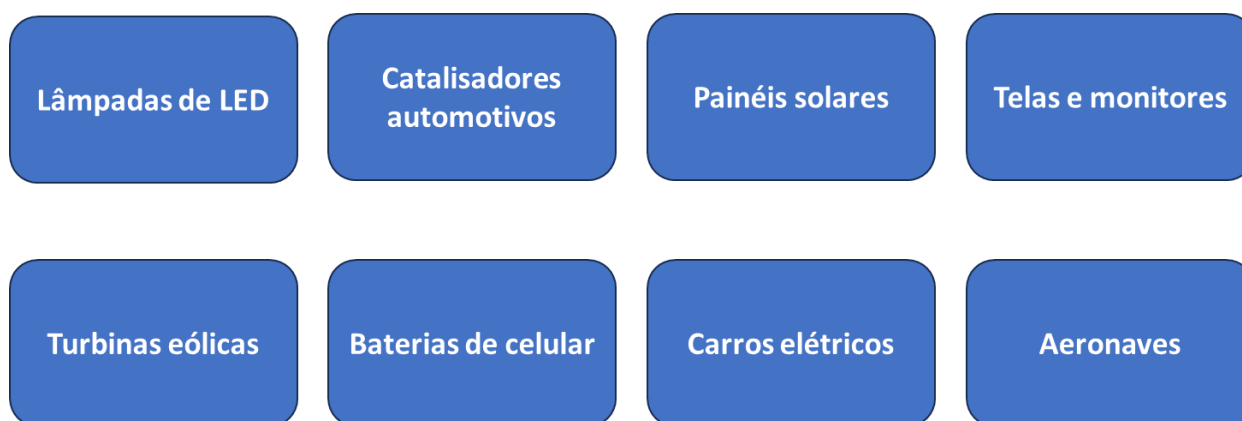 Lâmpadas de LED
Catalisadores
automotivos
Painéis solares
Telas e monitores
Turbinas eólicas
Baterias de celular
Carros elétricos
Aeronaves